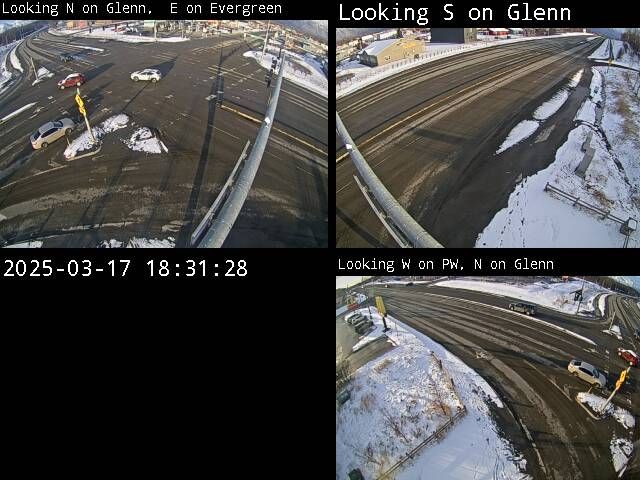 Looking N on Glenn,  E on Evergreen
Looking S on Glenn
2025-03-17 18:31:28
Looking W on PW, N on Glenn